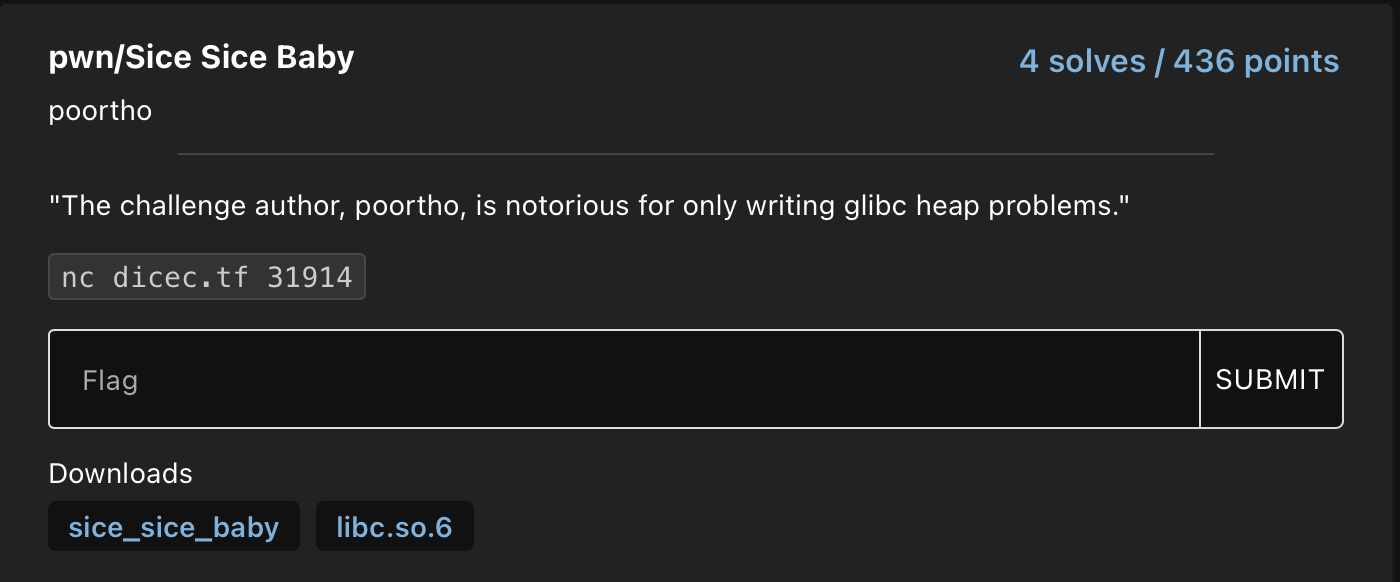 pwn/Sice Sice Baby
4 solves / 436 points
poortho
"The challenge author, poortho, is notorious for only writing glibc heap problems."
nc dicec.tf 31914
Flag
SUBMIT
Downloads
sice_sice_baby
libc.so.6